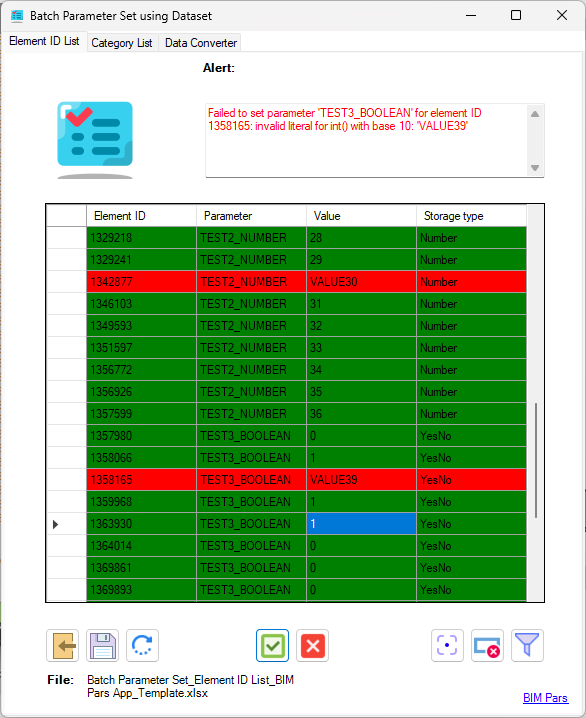 Batch Parameter Set using Dataset
Element ID List Category List Data Converter
Alert:
Failed to set parameter 'TEST3_BOOLEAN' for element ID
1358165: invalid literal for int() with base 10: 'VALUE39'
Element ID Parameter Value Storage type
1329218 TEST2_NUMBER 28 Number
1329241 TEST2_NUMBER 29 Number
1342877 TEST2_NUMBER VALUE30 Number
1346103 TEST2_NUMBER 31 Number
1349593 TEST2_NUMBER 32 Number
1351597 TEST2_NUMBER 33 Number
1356772 TEST2_NUMBER 34 Number
1356926 TEST2_NUMBER 35 Number
1357599 TEST2_NUMBER 36 Number
1357980 TEST3_BOOLEAN 0 YesNo
1358066 TEST3_BOOLEAN 1 YesNo
1358165 TEST3_BOOLEAN VALUE39 YesNo
1359968 TEST3_BOOLEAN 1 YesNo
1363930 TEST3_BOOLEAN 1 YesNo
1364014 TEST3_BOOLEAN 0 YesNo
1369861 TEST3_BOOLEAN 0 YesNo
1369893 TEST3_BOOLEAN 0 YesNo
File: Batch Parameter Set_Element ID List_BIM
Pars App_Template.xlsx
BIM Pars